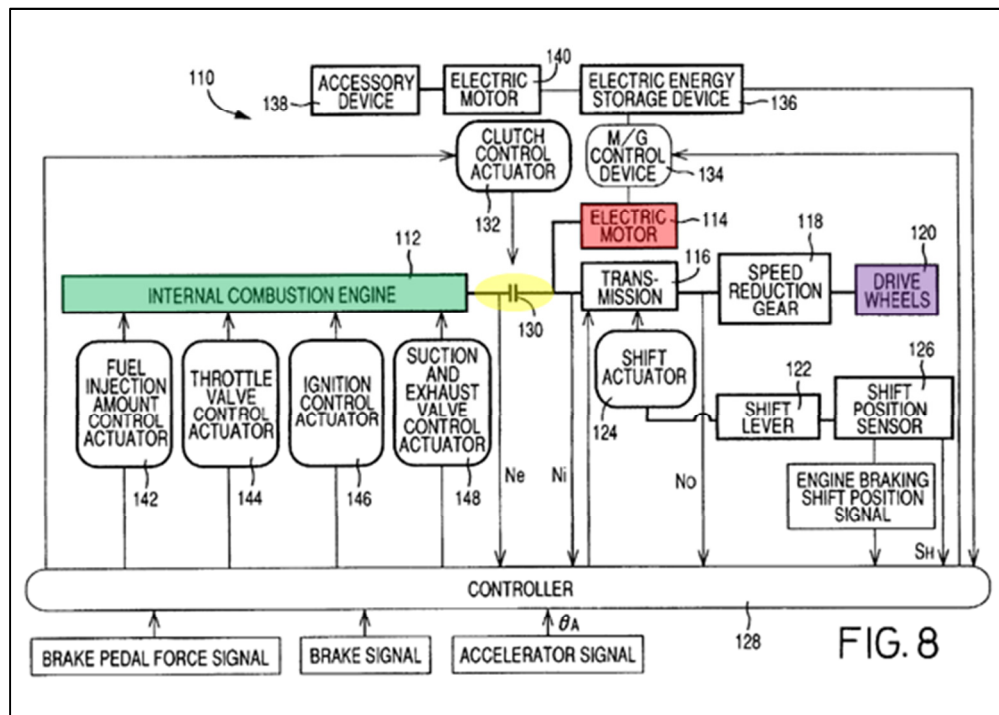 110
ACCESSORY
DEVICE
138
ELECTRIC
MOTOR
140
ELECTRIC ENERGY
STORAGE DEVICE
136
CLUTCH
CONTROL
ACTUATOR
132
M/G
CONTROL
DEVICE
134
ELECTRIC
MOTOR
114
112
INTERNAL COMBUSTION ENGINE
130
TRANS-
MISSION
116
SPEED
REDUCTION
GEAR
118
DRIVE
WHEELS
120
FUEL
INJECTION
AMOUNT
CONTROL
ACTUATOR
142
THROTTLE
VALVE
CONTROL
ACTUATOR
144
IGNITION
CONTROL
ACTUATOR
146
SUCTION AND
EXHAUST
VALVE
CONTROL
ACTUATOR
148
SHIFT
ACTUATOR
124
SHIFT
LEVER
122
SHIFT
POSITION
SENSOR
126
Ne
Ni
No
ENGINE BRAKING
SHIFT POSITION
SIGNAL
SH
CONTROLLER
128
BRAKE PEDAL FORCE SIGNAL
BRAKE SIGNAL
θA
ACCELERATOR SIGNAL
FIG. 8